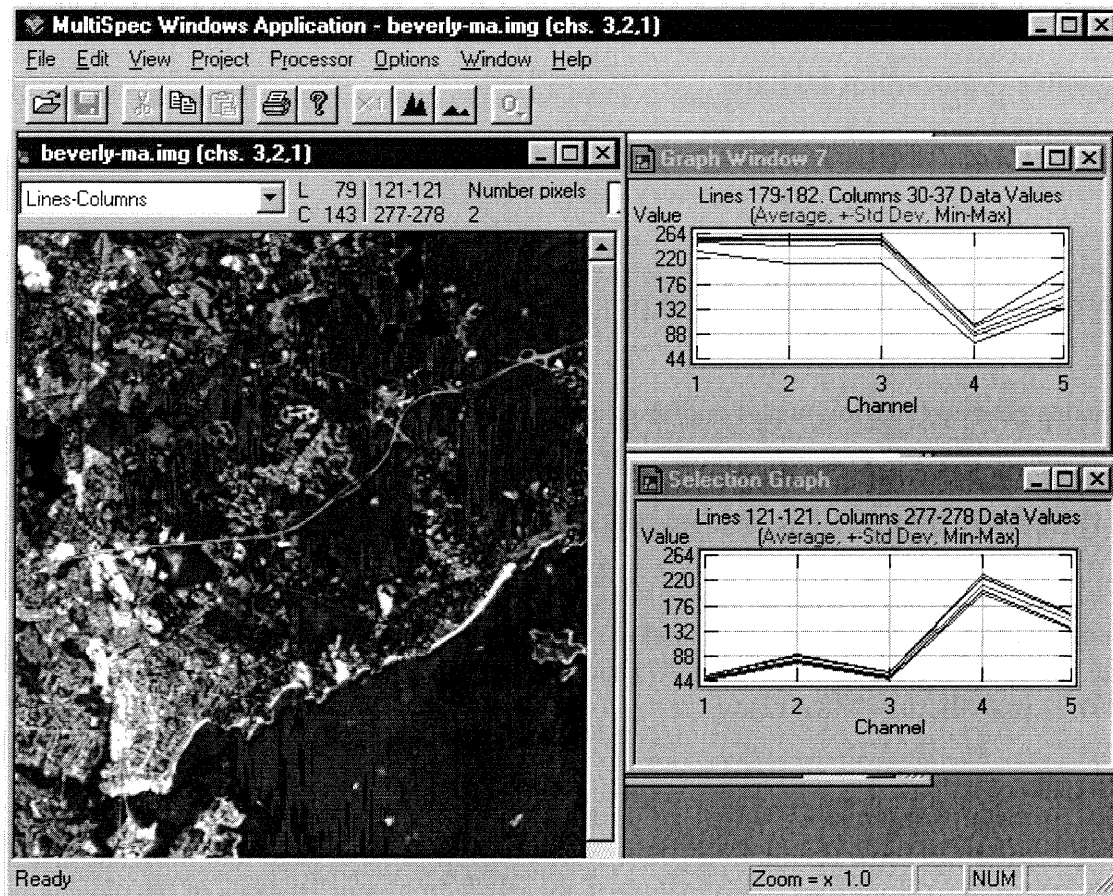 MultiSpec Windows Application - beverly-ma.img (chs. 3,2,1)
File Edit View Project Processor Options Window Help
beverly-ma.img (chs. 3,2,1)
Lines-Columns
L 79 121-121 Number pixels
C 143 277-278 2
Graph Window 7
Lines 179-182. Columns 30-37 Data Values
Value (Average, +-Std Dev, Min-Max)
264
220
176
132
88
44
1 2 3 4 5
Channel
Selection Graph
Lines 121-121. Columns 277-278 Data Values
Value (Average, +-Std Dev, Min-Max)
264
220
176
132
88
44
1 2 3 4 5
Channel
Ready Zoom = x 1.0 NUM